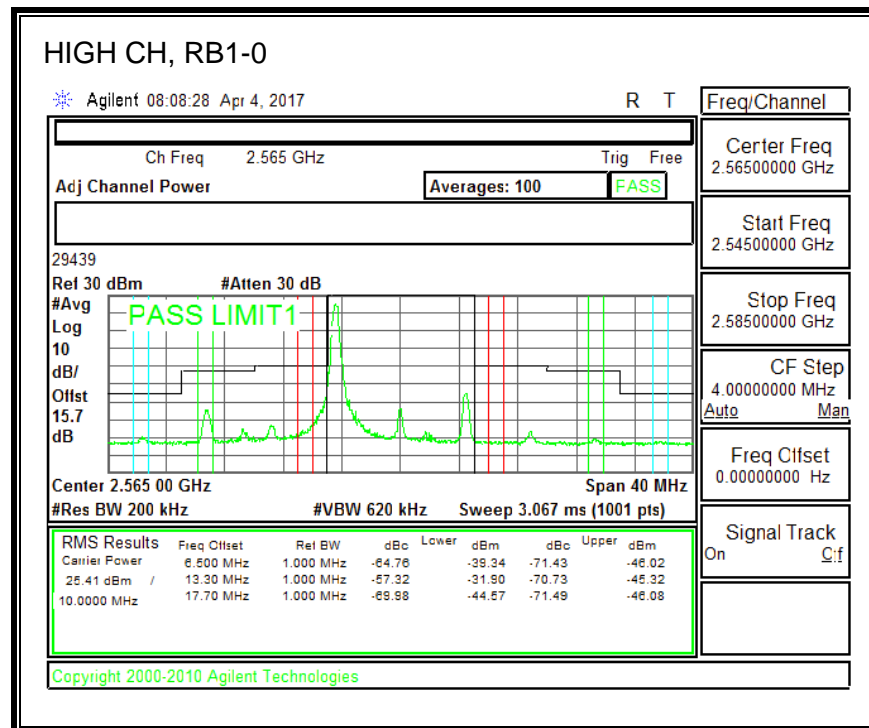 HIGH CH, RB1-0
Agilent 08:08:28 Apr 4, 2017 R T
Freq/Channel
Ch Freq 2.565 GHz Trig Free
Adj Channel Power Averages: 100 PASS
29439
Ref 30 dBm #Atten 30 dB
#Avg
Log
10
dB/
Offst
15.7
dB
PASS LIMIT1
Center 2.565 00 GHz Span 40 MHz
#Res BW 200 kHz #VBW 620 kHz Sweep 3.067 ms (1001 pts)
RMS Results Freq Offset Ref BW dBc Lower dBm dBc Upper dBm
Carrier Power 6.500 MHz 1.000 MHz -64.76 -39.34 -71.43 -46.02
25.41 dBm / 13.30 MHz 1.000 MHz -57.32 -31.90 -70.73 -45.32
10.0000 MHz 17.70 MHz 1.000 MHz -69.98 -44.57 -71.49 -46.08
Copyright 2000-2010 Agilent Technologies
Center Freq
2.56500000 GHz
Start Freq
2.54500000 GHz
Stop Freq
2.58500000 GHz
CF Step
4.00000000 MHz
Auto Man
Freq Offset
0.00000000 Hz
Signal Track
On Off